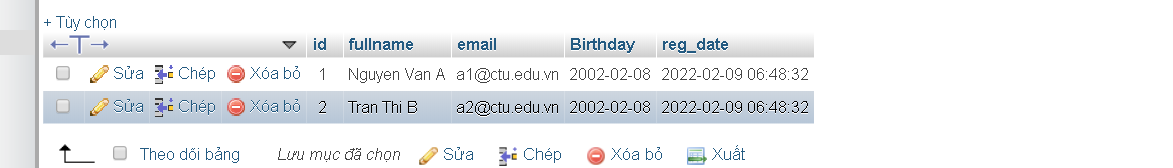 + Tùy chọn
id fullname email Birthday reg_date
Sửa Chép Xóa bỏ 1 Nguyen Van A a1@ctu.edu.vn 2002-02-08 2022-02-09 06:48:32
Sửa Chép Xóa bỏ 2 Tran Thi B a2@ctu.edu.vn 2002-02-08 2022-02-09 06:48:32
Theo dõi bảng Lưu mục đã chọn Sửa Chép Xóa bỏ Xuất